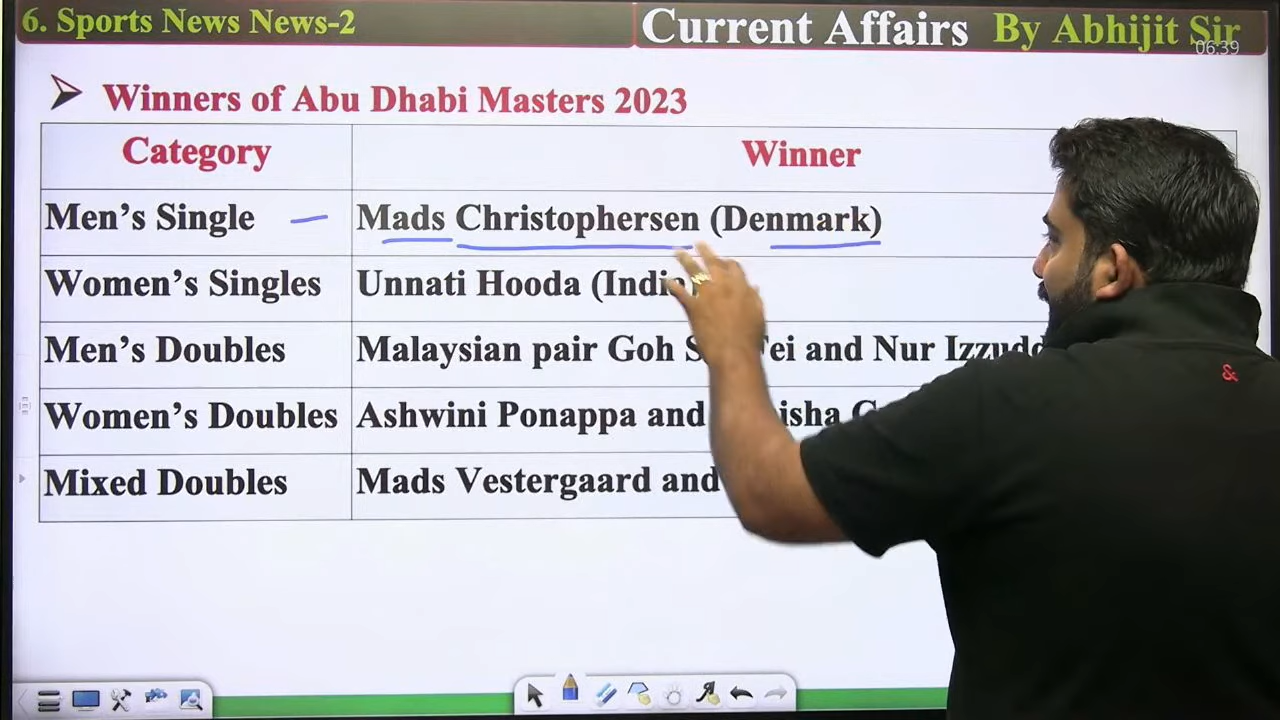 6. Sports News News-2
Current Affairs By Abhijit Sir
06:39
Winners of Abu Dhabi Masters 2023
Category Winner
Men's Single Mads Christophersen (Denmark)
Women's Singles Unnati Hooda (India)
Men's Doubles Malaysian pair Goh and Nur
Women's Doubles Ashwini Ponappa and
Mixed Doubles Mads Vestergaard and
&